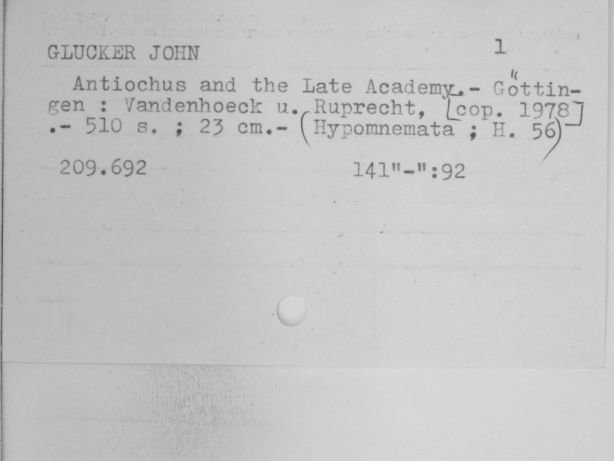 GLUCKER JOHN 1
Antiochus and the Late Academy.- Göttin-
gen : Vandenhoeck u. Ruprecht, [cop. 1978]
.- 510 s. ; 23 cm.- (Hypomnemata ; H. 56)
209.692 141"-":92